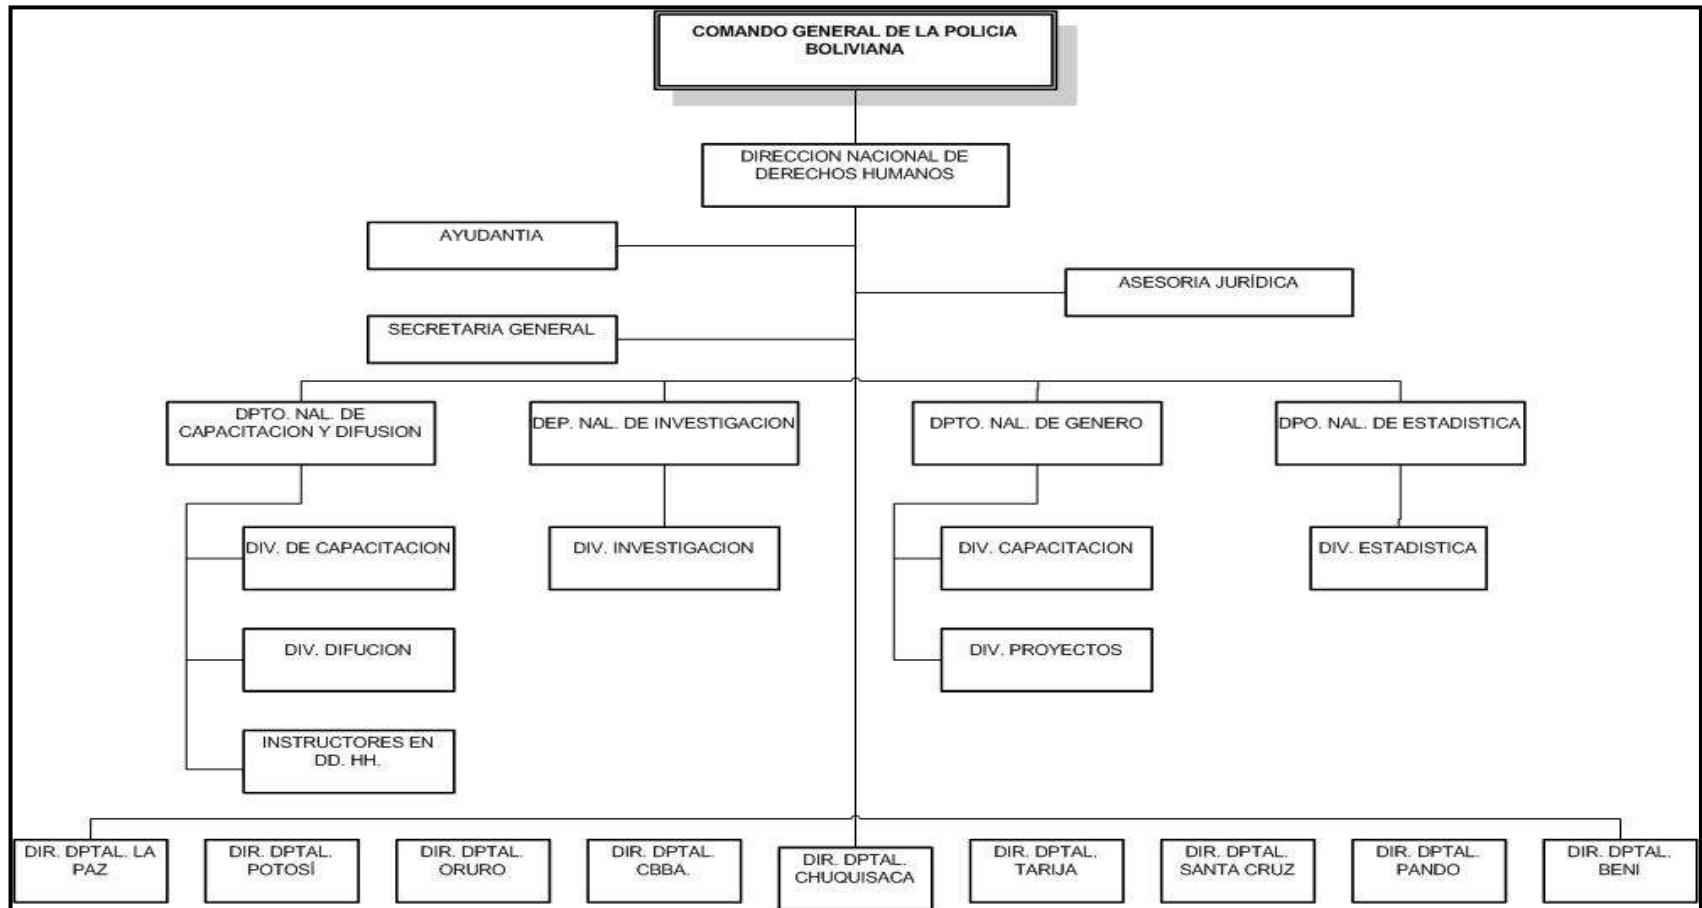 COMANDO GENERAL DE LA POLICIA
BOLIVIANA
DIRECCION NACIONAL DE
DERECHOS HUMANOS
AYUDANTIA
ASESORIA JURÍDICA
SECRETARIA GENERAL
DPTO. NAL. DE
CAPACITACION Y DIFUSION
DEP. NAL. DE INVESTIGACION
DPTO. NAL. DE GENERO
DPO. NAL. DE ESTADISTICA
DIV. DE CAPACITACION
DIV. INVESTIGACION
DIV. CAPACITACION
DIV. ESTADISTICA
DIV. DIFUCION
DIV. PROYECTOS
INSTRUCTORES EN
DD. HH.
DIR. DPTAL. LA
PAZ
DIR. DPTAL.
POTOSÍ
DIR. DPTAL.
ORURO
DIR. DPTAL.
CBBA.
DIR. DPTAL.
CHUQUISACA
DIR. DPTAL,
TARIJA
DIR. DPTAL.
SANTA CRUZ
DIR. DPTAL.
PANDO
DIR. DPTAL.
BENI